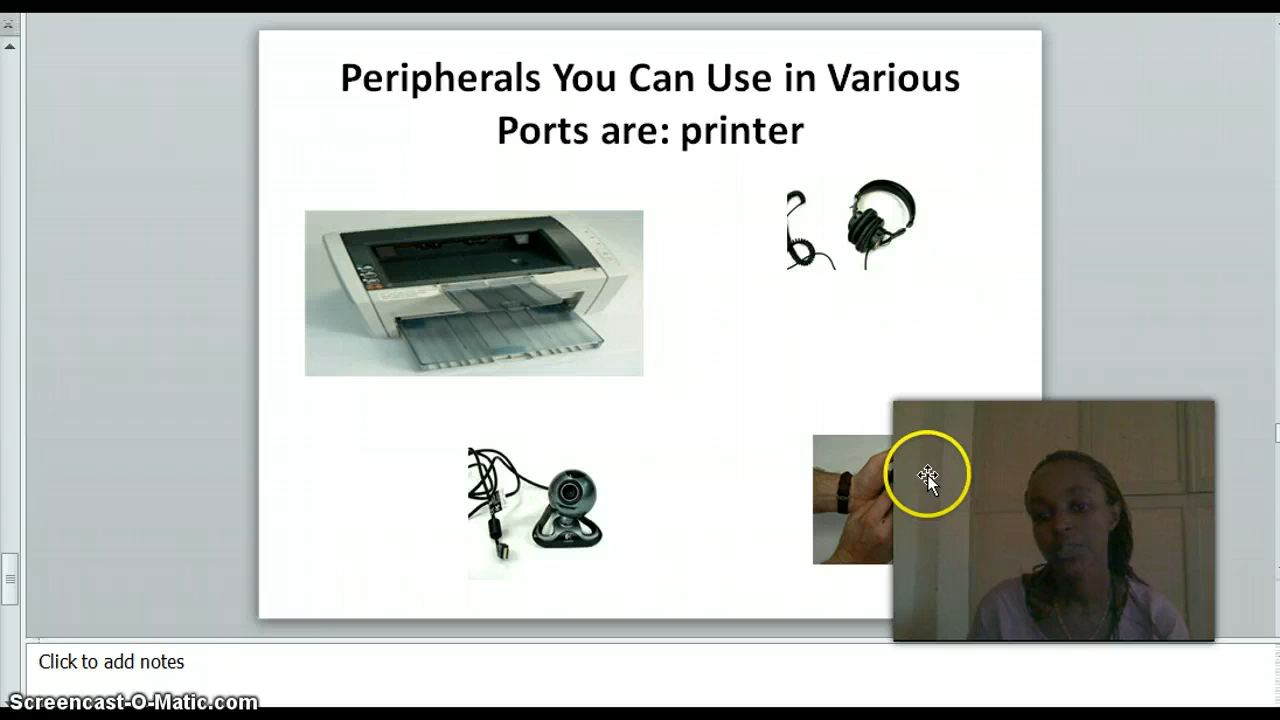 Peripherals You Can Use in Various
Ports are: printer
Click to add notes
Screencast-O-Matic.com